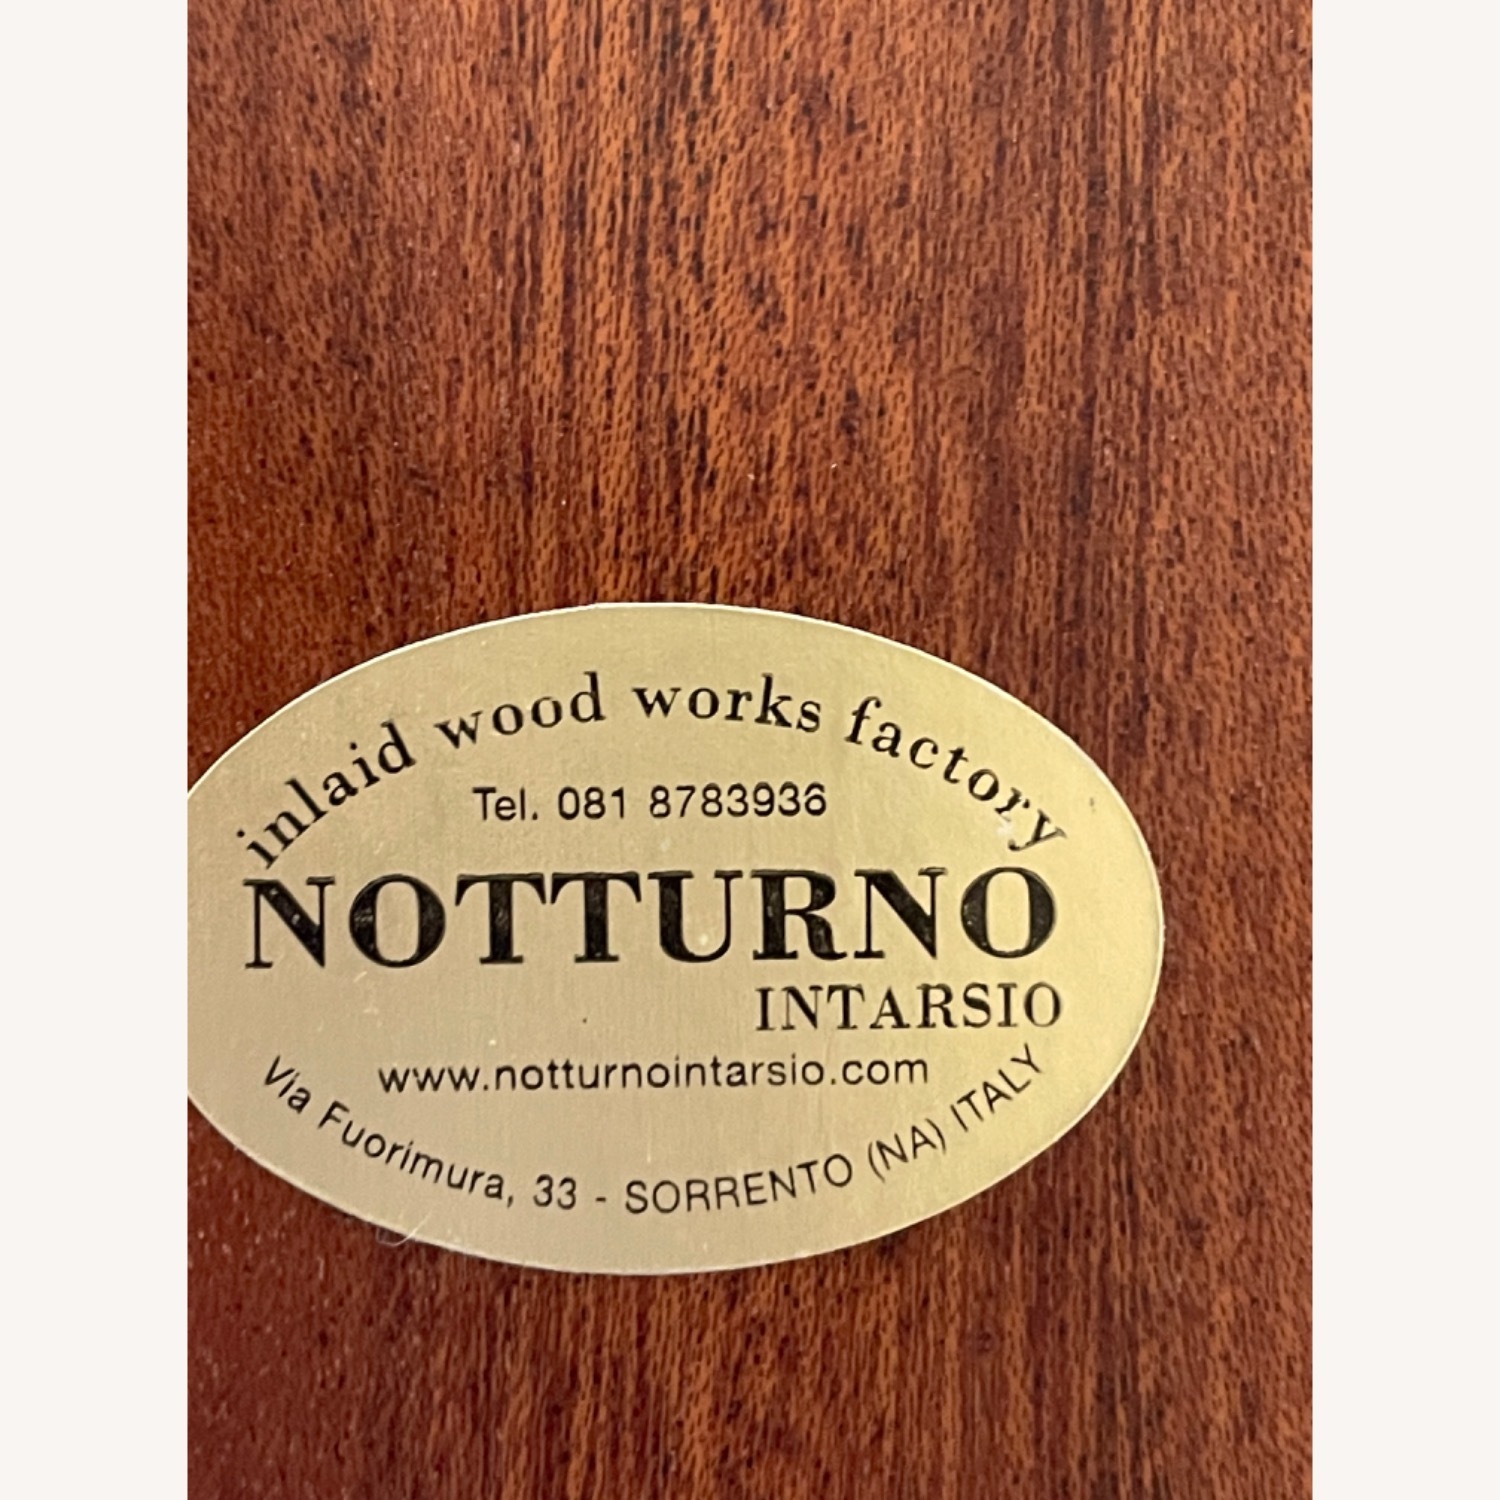 inlaid wood works factory
Tel. 081 8783936
NOTTURNO
INTARSIO
www.notturnointarsio.com
Via Fuorimura, 33 - SORRENTO (NA) ITALY